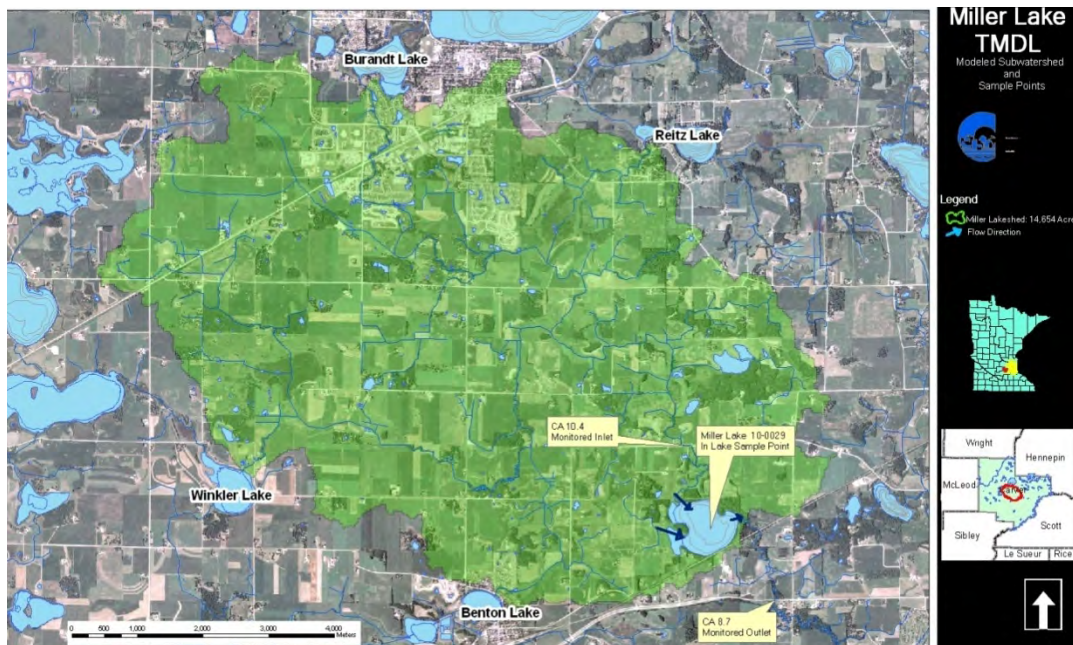 Miller Lake
TMDL
Modeled Subwatershed
and
Sample Points
Burandt Lake
Reitz Lake
Legend
Miller Lakeshed: 14,654 Acre
Flow Direction
CA 10.4
Monitored Inlet
Miller Lake 10-0029
In Lake Sample Point
Wright
Hennepin
McLeod
Scott
Sibley
Le Sueur
Rice
Winkler Lake
Benton Lake
CA 8.7
Monitored Outlet
0 500 1,000 2,000 3,000 4,000
Meters